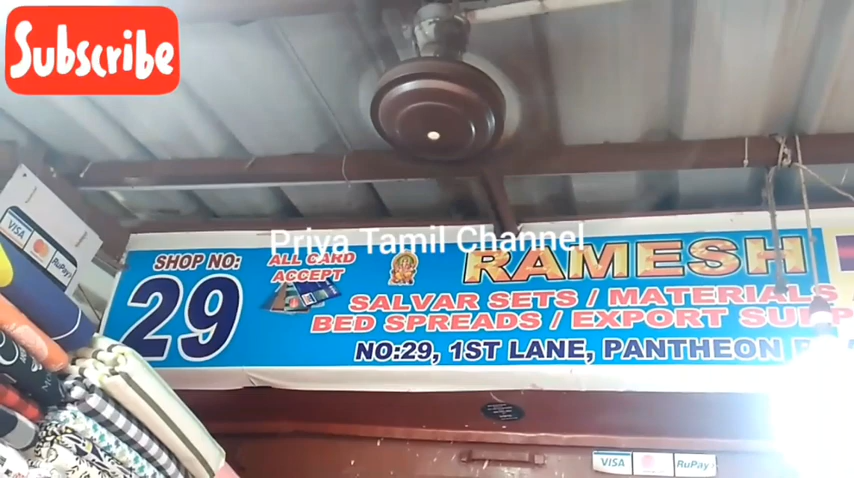 Subscribe
Priya Tamil Channel
VISA
RuPay
SHOP NO:
29
ALL CARD
ACCEPT
RAMESH
SALVAR SETS / MATERIALS
BED SPREADS / EXPORT
NO:29, 1ST LANE, PANTHEON
VISA
RuPay